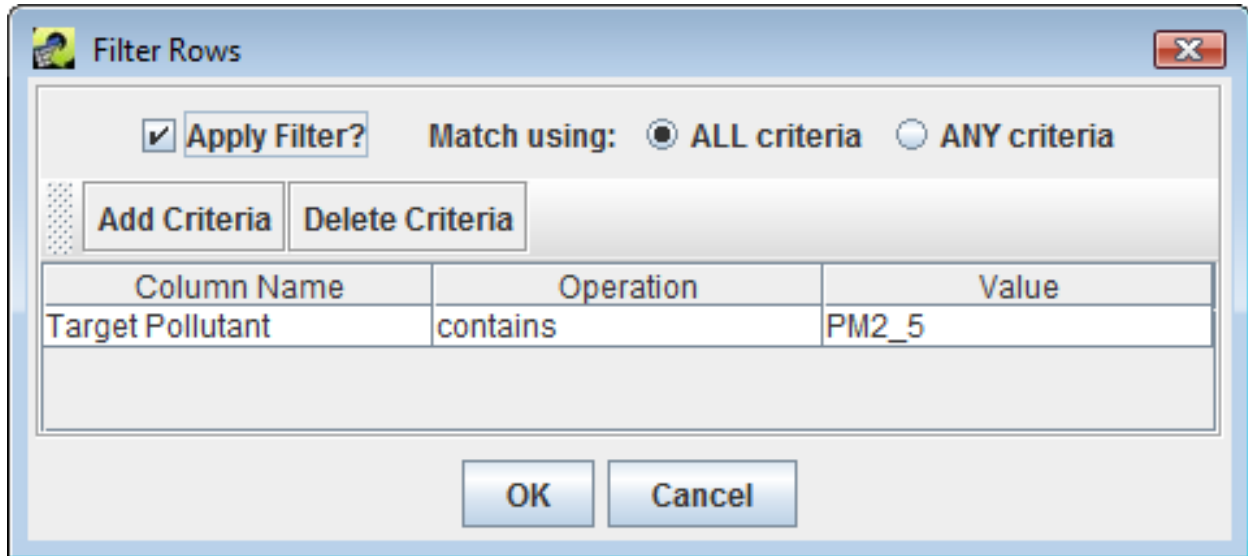 Filter Rows
Apply Filter? Match using: ALL criteria ANY criteria
Add Criteria Delete Criteria
Column Name Operation Value
Target Pollutant contains PM2_5
OK Cancel